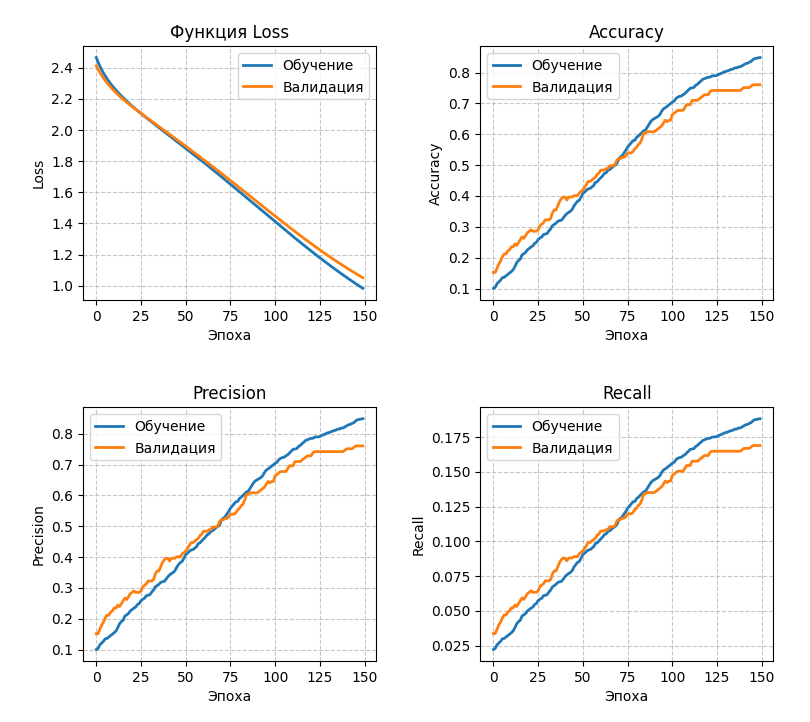 Функция Loss
Loss
2.4
2.2
2.0
1.8
1.6
1.4
1.2
1.0
Обучение
Валидация
0 25 50 75 100 125 150
Эпоха
Accuracy
Accuracy
0.8
0.7
0.6
0.5
0.4
0.3
0.2
0.1
Обучение
Валидация
0 25 50 75 100 125 150
Эпоха
Precision
Precision
0.8
0.7
0.6
0.5
0.4
0.3
0.2
0.1
Обучение
Валидация
0 25 50 75 100 125 150
Эпоха
Recall
Recall
0.175
0.150
0.125
0.100
0.075
0.050
0.025
Обучение
Валидация
0 25 50 75 100 125 150
Эпоха